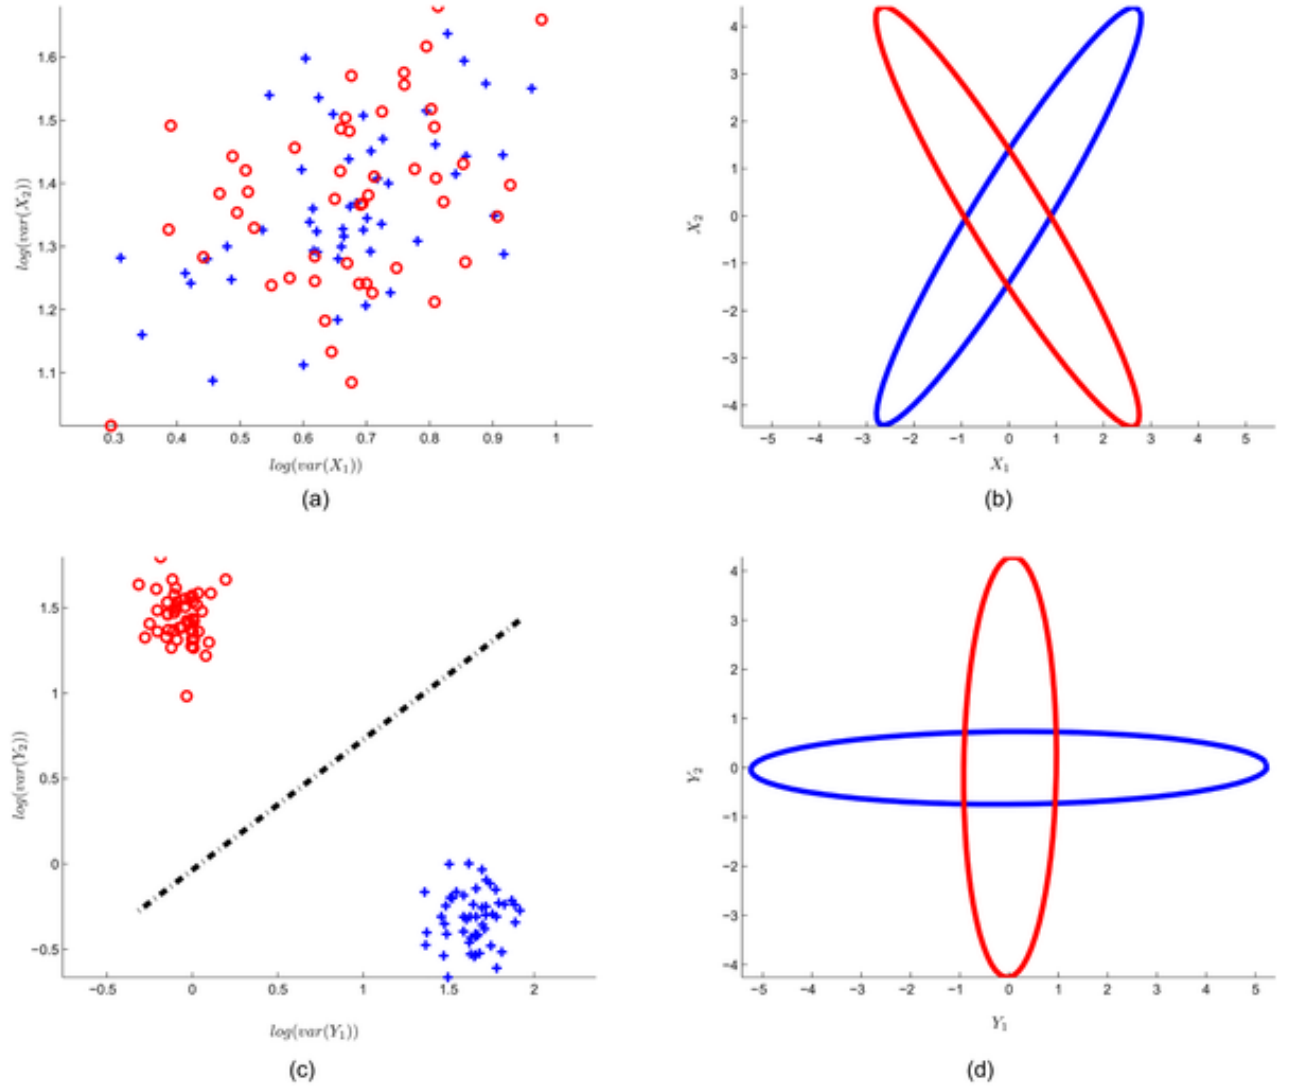 1.6
1.5
1.4
1.3
1.2
1.1
log(var(X₂))
0.3 0.4 0.5 0.6 0.7 0.8 0.9 1
log(var(X₁))
(a)
4
3
2
1
0
−1
−2
−3
−4
X₂
−5 −4 −3 −2 −1 0 1 2 3 4 5
X₁
(b)
1.5
1
0.5
0
−0.5
log(var(Y₂))
−0.5 0 0.5 1 1.5 2
log(var(Y₁))
(c)
4
3
2
1
0
−1
−2
−3
−4
Y₂
−5 −4 −3 −2 −1 0 1 2 3 4 5
Y₁
(d)